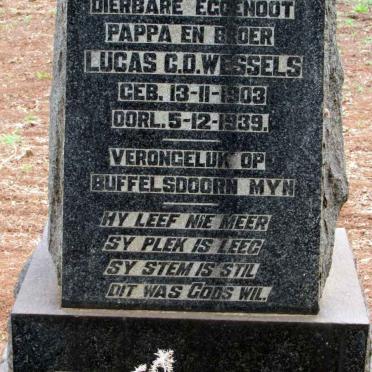 DIERBARE EGGENOOT
PAPPA EN BROER
LUCAS C.D. WESSELS
GEB. 13-11-1903
OORL. 5-12-1939.
VERONGELUK OP
BUFFELSDOORN MYN
HY LEEF NIE MEER
SY PLEK IS LEEG
SY STEM IS STIL
DIT WAS GODS WIL.